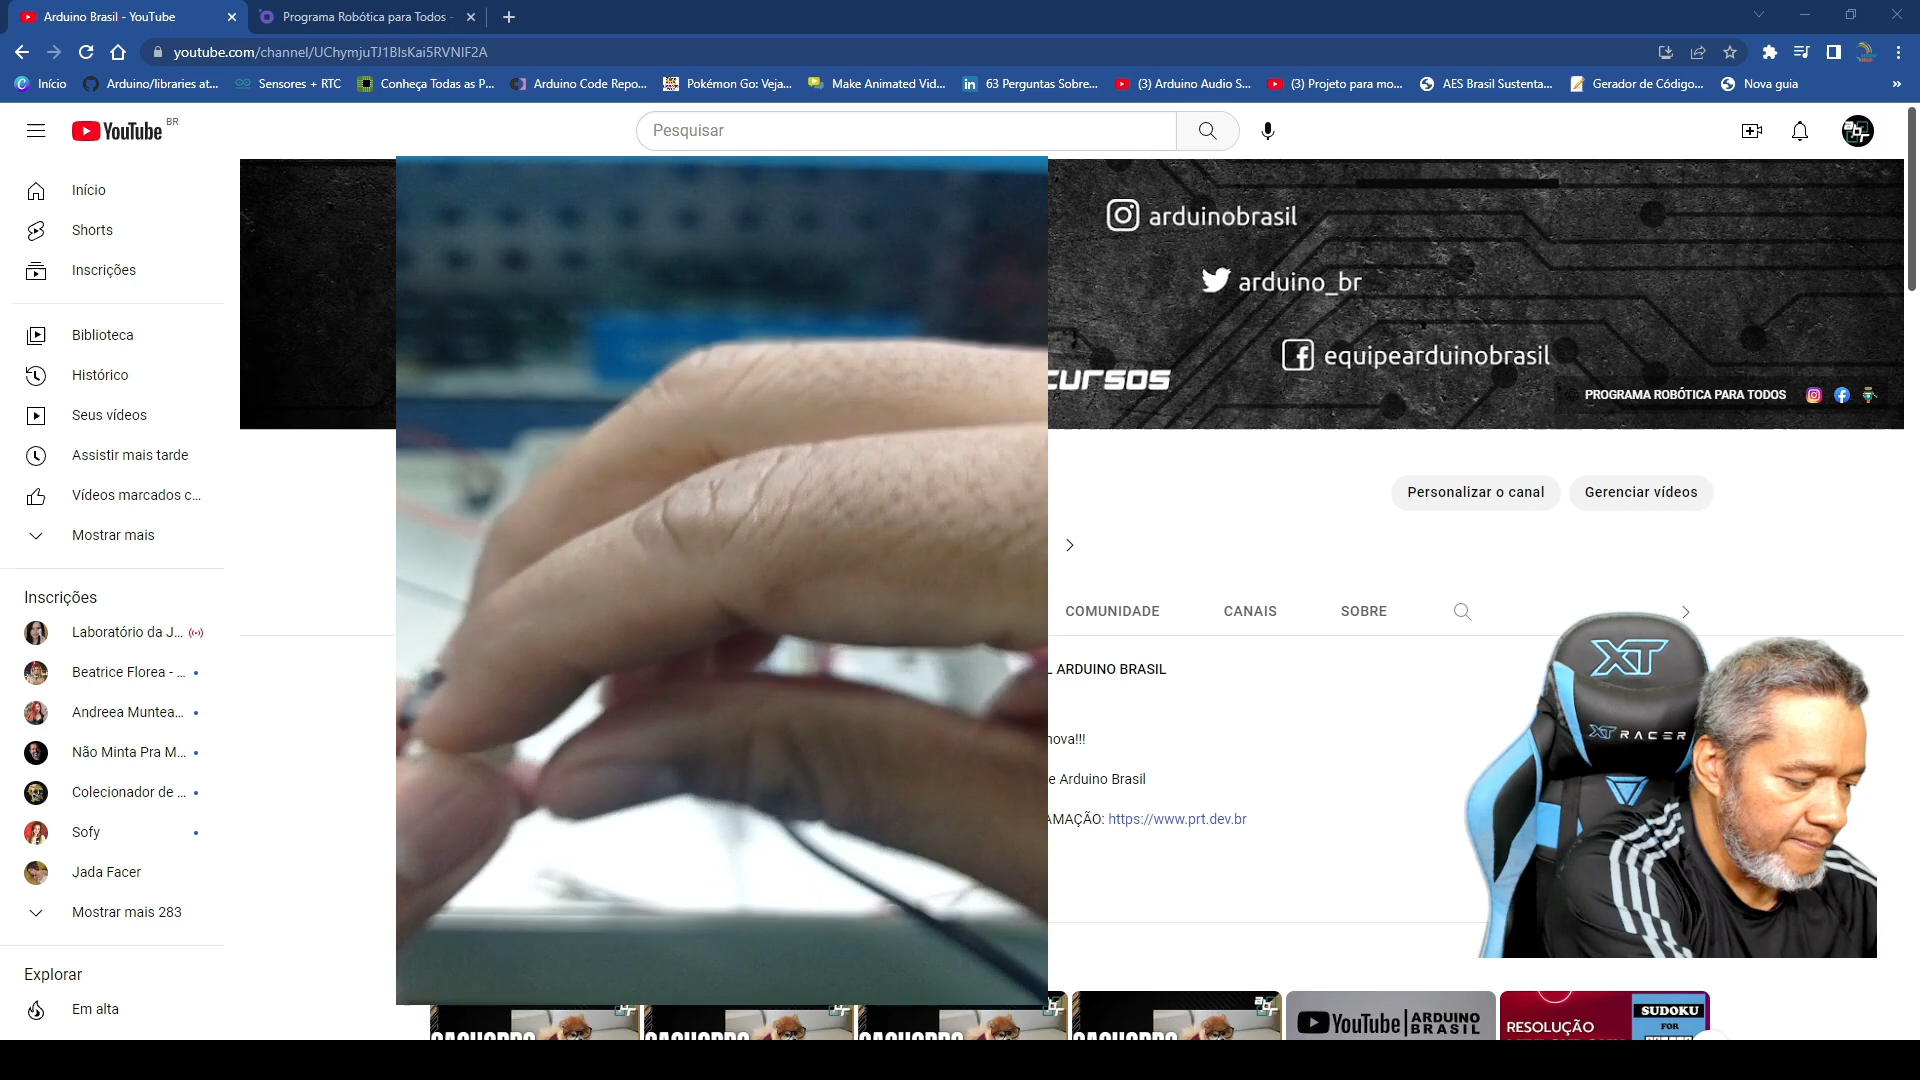 Arduino Brasil - YouTube
Programa Robótica para Todos -
youtube.com/channel/UChymjuTJ1BIsKai5RVNIF2A
Início
Arduino/libraries at...
Sensores + RTC
Conheça Todas as P...
Arduino Code Repo...
Pokémon Go: Veja...
Make Animated Vid...
63 Perguntas Sobre...
(3) Arduino Audio S...
(3) Projeto para mo...
AES Brasil Sustenta...
Gerador de Código...
Nova guia
»
YouTube BR
Pesquisar
Início
Shorts
Inscrições
Biblioteca
Histórico
Seus vídeos
Assistir mais tarde
Vídeos marcados c...
Mostrar mais
Inscrições
Laboratório da J...
Beatrice Florea - ...
Andreea Muntea...
Não Minta Pra M...
Colecionador de ...
Sofy
Jada Facer
Mostrar mais 283
Explorar
Em alta
arduinobrasil
arduino_br
equipearduinobrasil
cursos
PROGRAMA ROBÓTICA PARA TODOS
Personalizar o canal
Gerenciar vídeos
COMUNIDADE
CANAIS
SOBRE
L ARDUINO BRASIL
nova!!!
e Arduino Brasil
AMAÇÃO: https://www.prt.dev.br
XT
XT RACER
YouTube | ARDUINO BRASIL
RESOLUÇÃO
SUDOKU
FOR